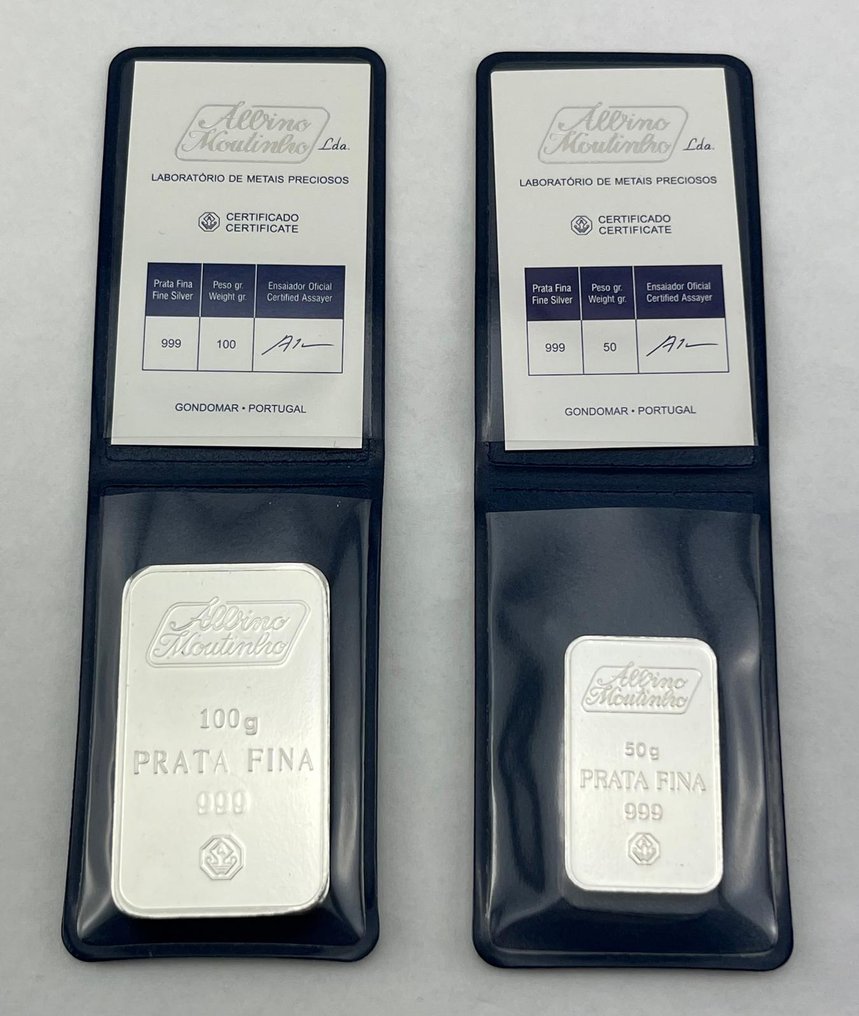 Albino
Moutinho Lda.
LABORATÓRIO DE METAIS PRECIOSOS
CERTIFICADO
CERTIFICATE
Prata Fina
Fine Silver
Peso gr.
Weight gr.
Ensaiador Oficial
Certified Assayer
999
100
GONDOMAR • PORTUGAL
Albino
Moutinho
100g
PRATA FINA
999
Albino
Moutinho Lda.
LABORATÓRIO DE METAIS PRECIOSOS
CERTIFICADO
CERTIFICATE
Prata Fina
Fine Silver
Peso gr.
Weight gr.
Ensaiador Oficial
Certified Assayer
999
50
GONDOMAR • PORTUGAL
Albino
Moutinho
50g
PRATA FINA
999